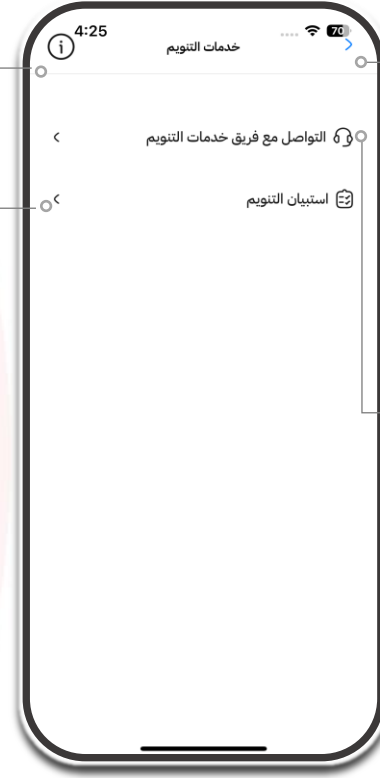 4:25
70
خدمات التنويم
التواصل مع فريق خدمات التنويم
استبيان التنويم